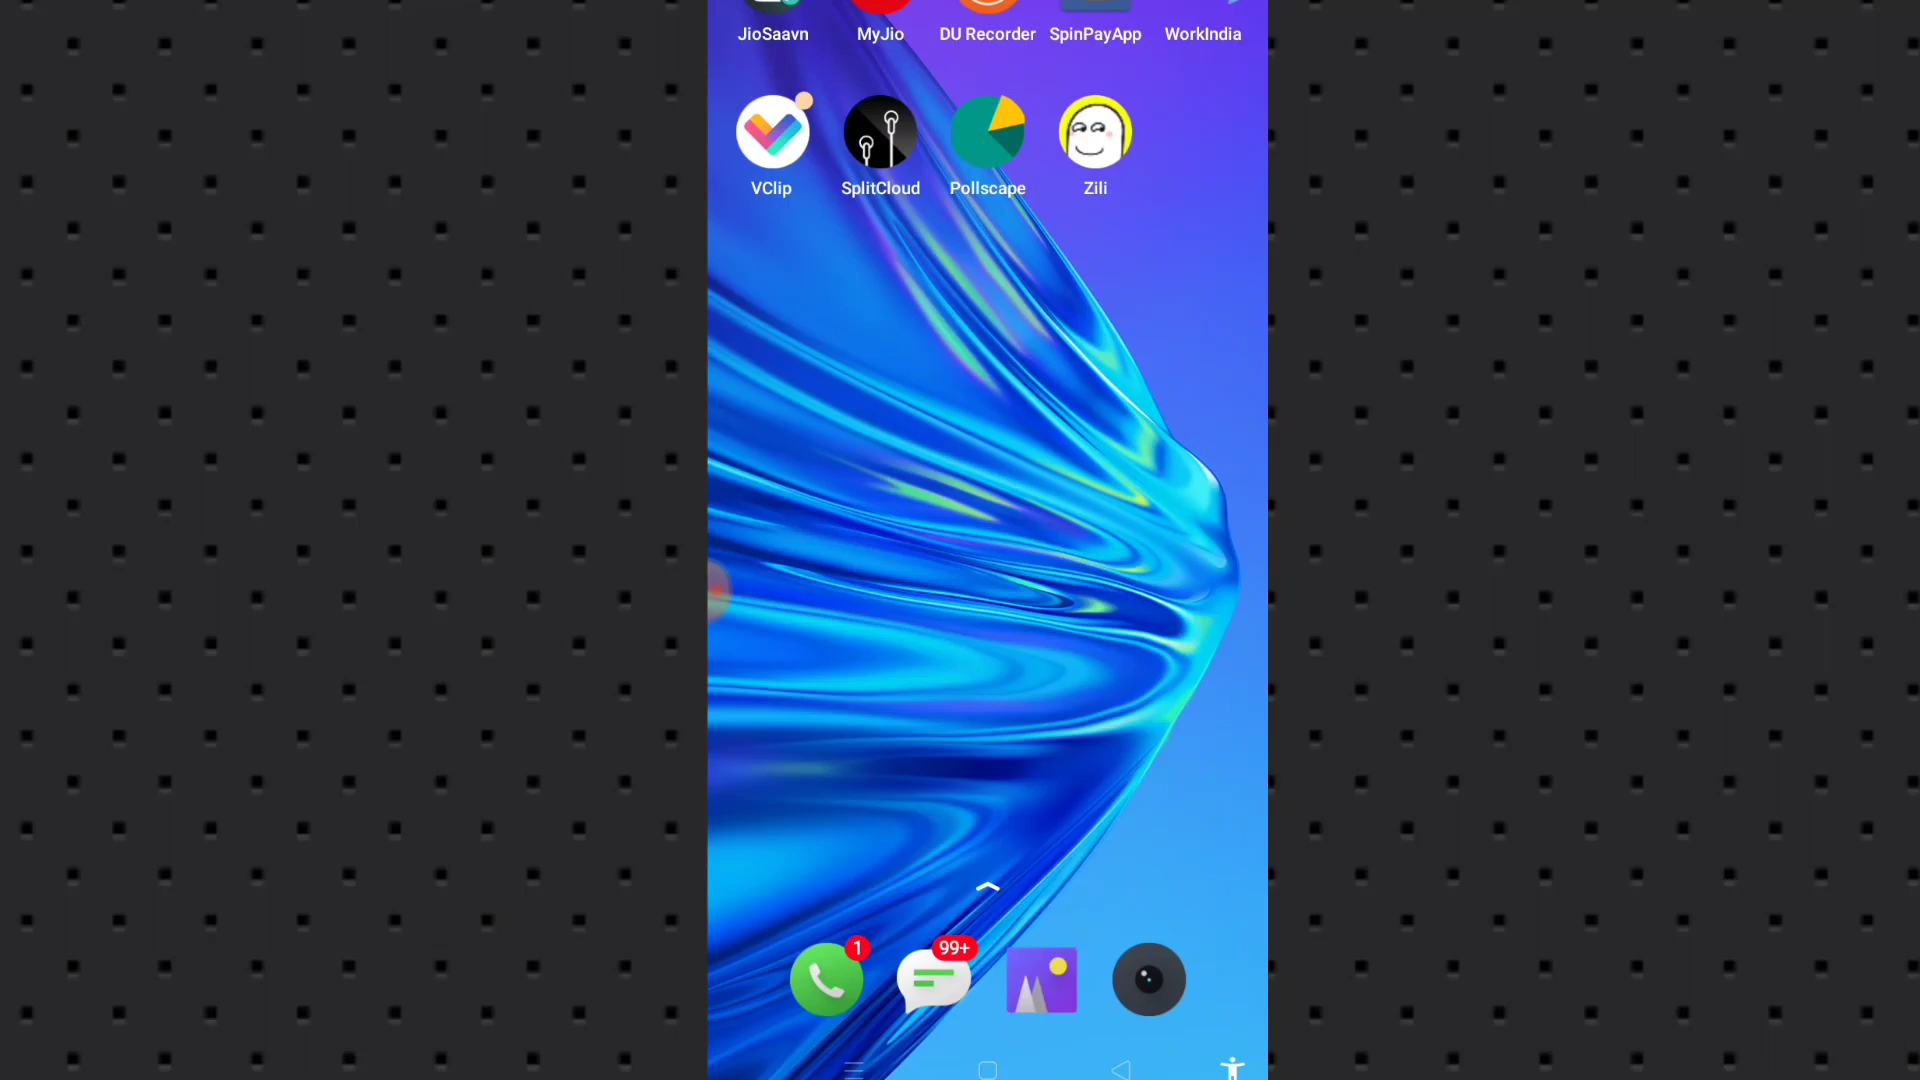 JioSaavn MyJio DU Recorder SpinPayApp WorkIndia
VClip SplitCloud Pollscape Zili
1 99+